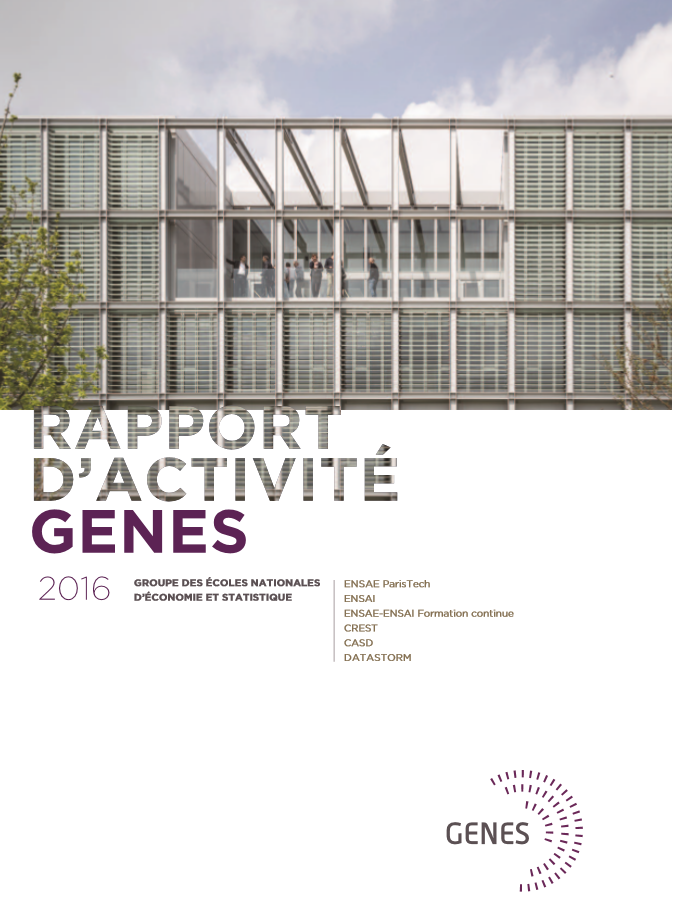 RAPPORT
D'ACTIVITÉ
GENES
2016
GROUPE DES ÉCOLES NATIONALES
D'ÉCONOMIE ET STATISTIQUE
ENSAE ParisTech
ENSAI
ENSAE-ENSAI Formation continue
CREST
CASD
DATASTORM
GENES